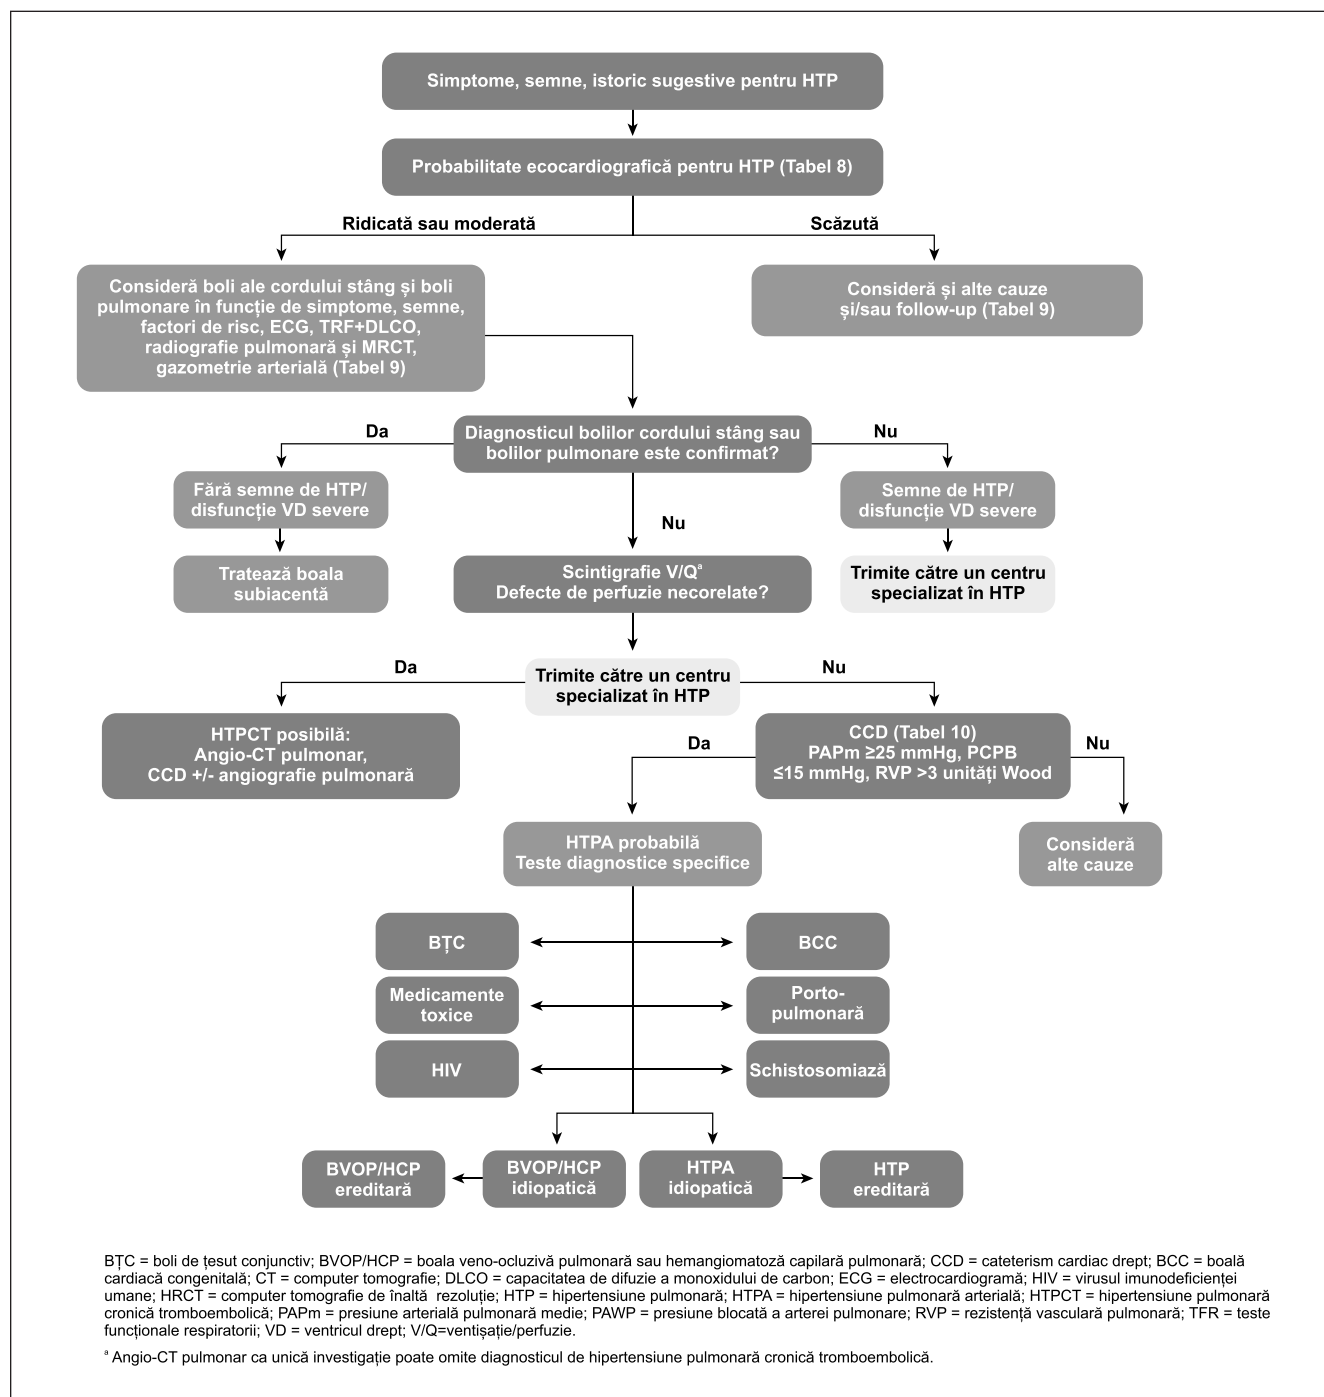 Simptome, semne, istoric sugestive pentru HTP
Probabilitate ecocardiografică pentru HTP (Tabel 8)
Ridicată sau moderată
Scăzută
Consideră boli ale cordului stâng și boli
pulmonare în funcție de simptome, semne,
factori de risc, ECG, TRF+DLCO,
radiografie pulmonară și MRCT,
gazometrie arterială (Tabel 9)
Consideră și alte cauze
și/sau follow-up (Tabel 9)
Da
Diagnosticul bolilor cordului stâng sau
bolilor pulmonare este confirmat?
Nu
Fără semne de HTP/
disfuncție VD severe
Semne de HTP/
disfuncție VD severe
Nu
Tratează boala
subiacentă
Scintigrafie V/Qª
Defecte de perfuzie necorelate?
Trimite către un centru
specializat în HTP
Da
Trimite către un centru
specializat în HTP
Nu
HTPCT posibilă:
Angio-CT pulmonar,
CCD +/- angiografie pulmonară
Da
CCD (Tabel 10)
PAPm ≥25 mmHg, PCPB
≤15 mmHg, RVP >3 unități Wood
Nu
HTPA probabilă
Teste diagnostice specifice
Consideră
alte cauze
BȚC
BCC
Medicamente
toxice
Porto-
pulmonară
HIV
Schistosomiază
BVOP/HCP
ereditară
BVOP/HCP
idiopatică
HTPA
idiopatică
HTP
ereditară
BȚC = boli de țesut conjunctiv; BVOP/HCP = boala veno-ocluzivă pulmonară sau hemangiomatoză capilară pulmonară; CCD = cateterism cardiac drept; BCC = boală
cardiacă congenitală; CT = computer tomografie; DLCO = capacitatea de difuzie a monoxidului de carbon; ECG = electrocardiogramă; HIV = virusul imunodeficienței
umane; HRCT = computer tomografie de înaltă rezoluție; HTP = hipertensiune pulmonară; HTPA = hipertensiune pulmonară arterială; HTPCT = hipertensiune pulmonară
cronică tromboembolică; PAPm = presiune arterială pulmonară medie; PAWP = presiune blocată a arterei pulmonare; RVP = rezistență vasculară pulmonară; TFR = teste
funcționale respiratorii; VD = ventricul drept; V/Q=ventișație/perfuzie.
ª Angio-CT pulmonar ca unică investigație poate omite diagnosticul de hipertensiune pulmonară cronică tromboembolică.